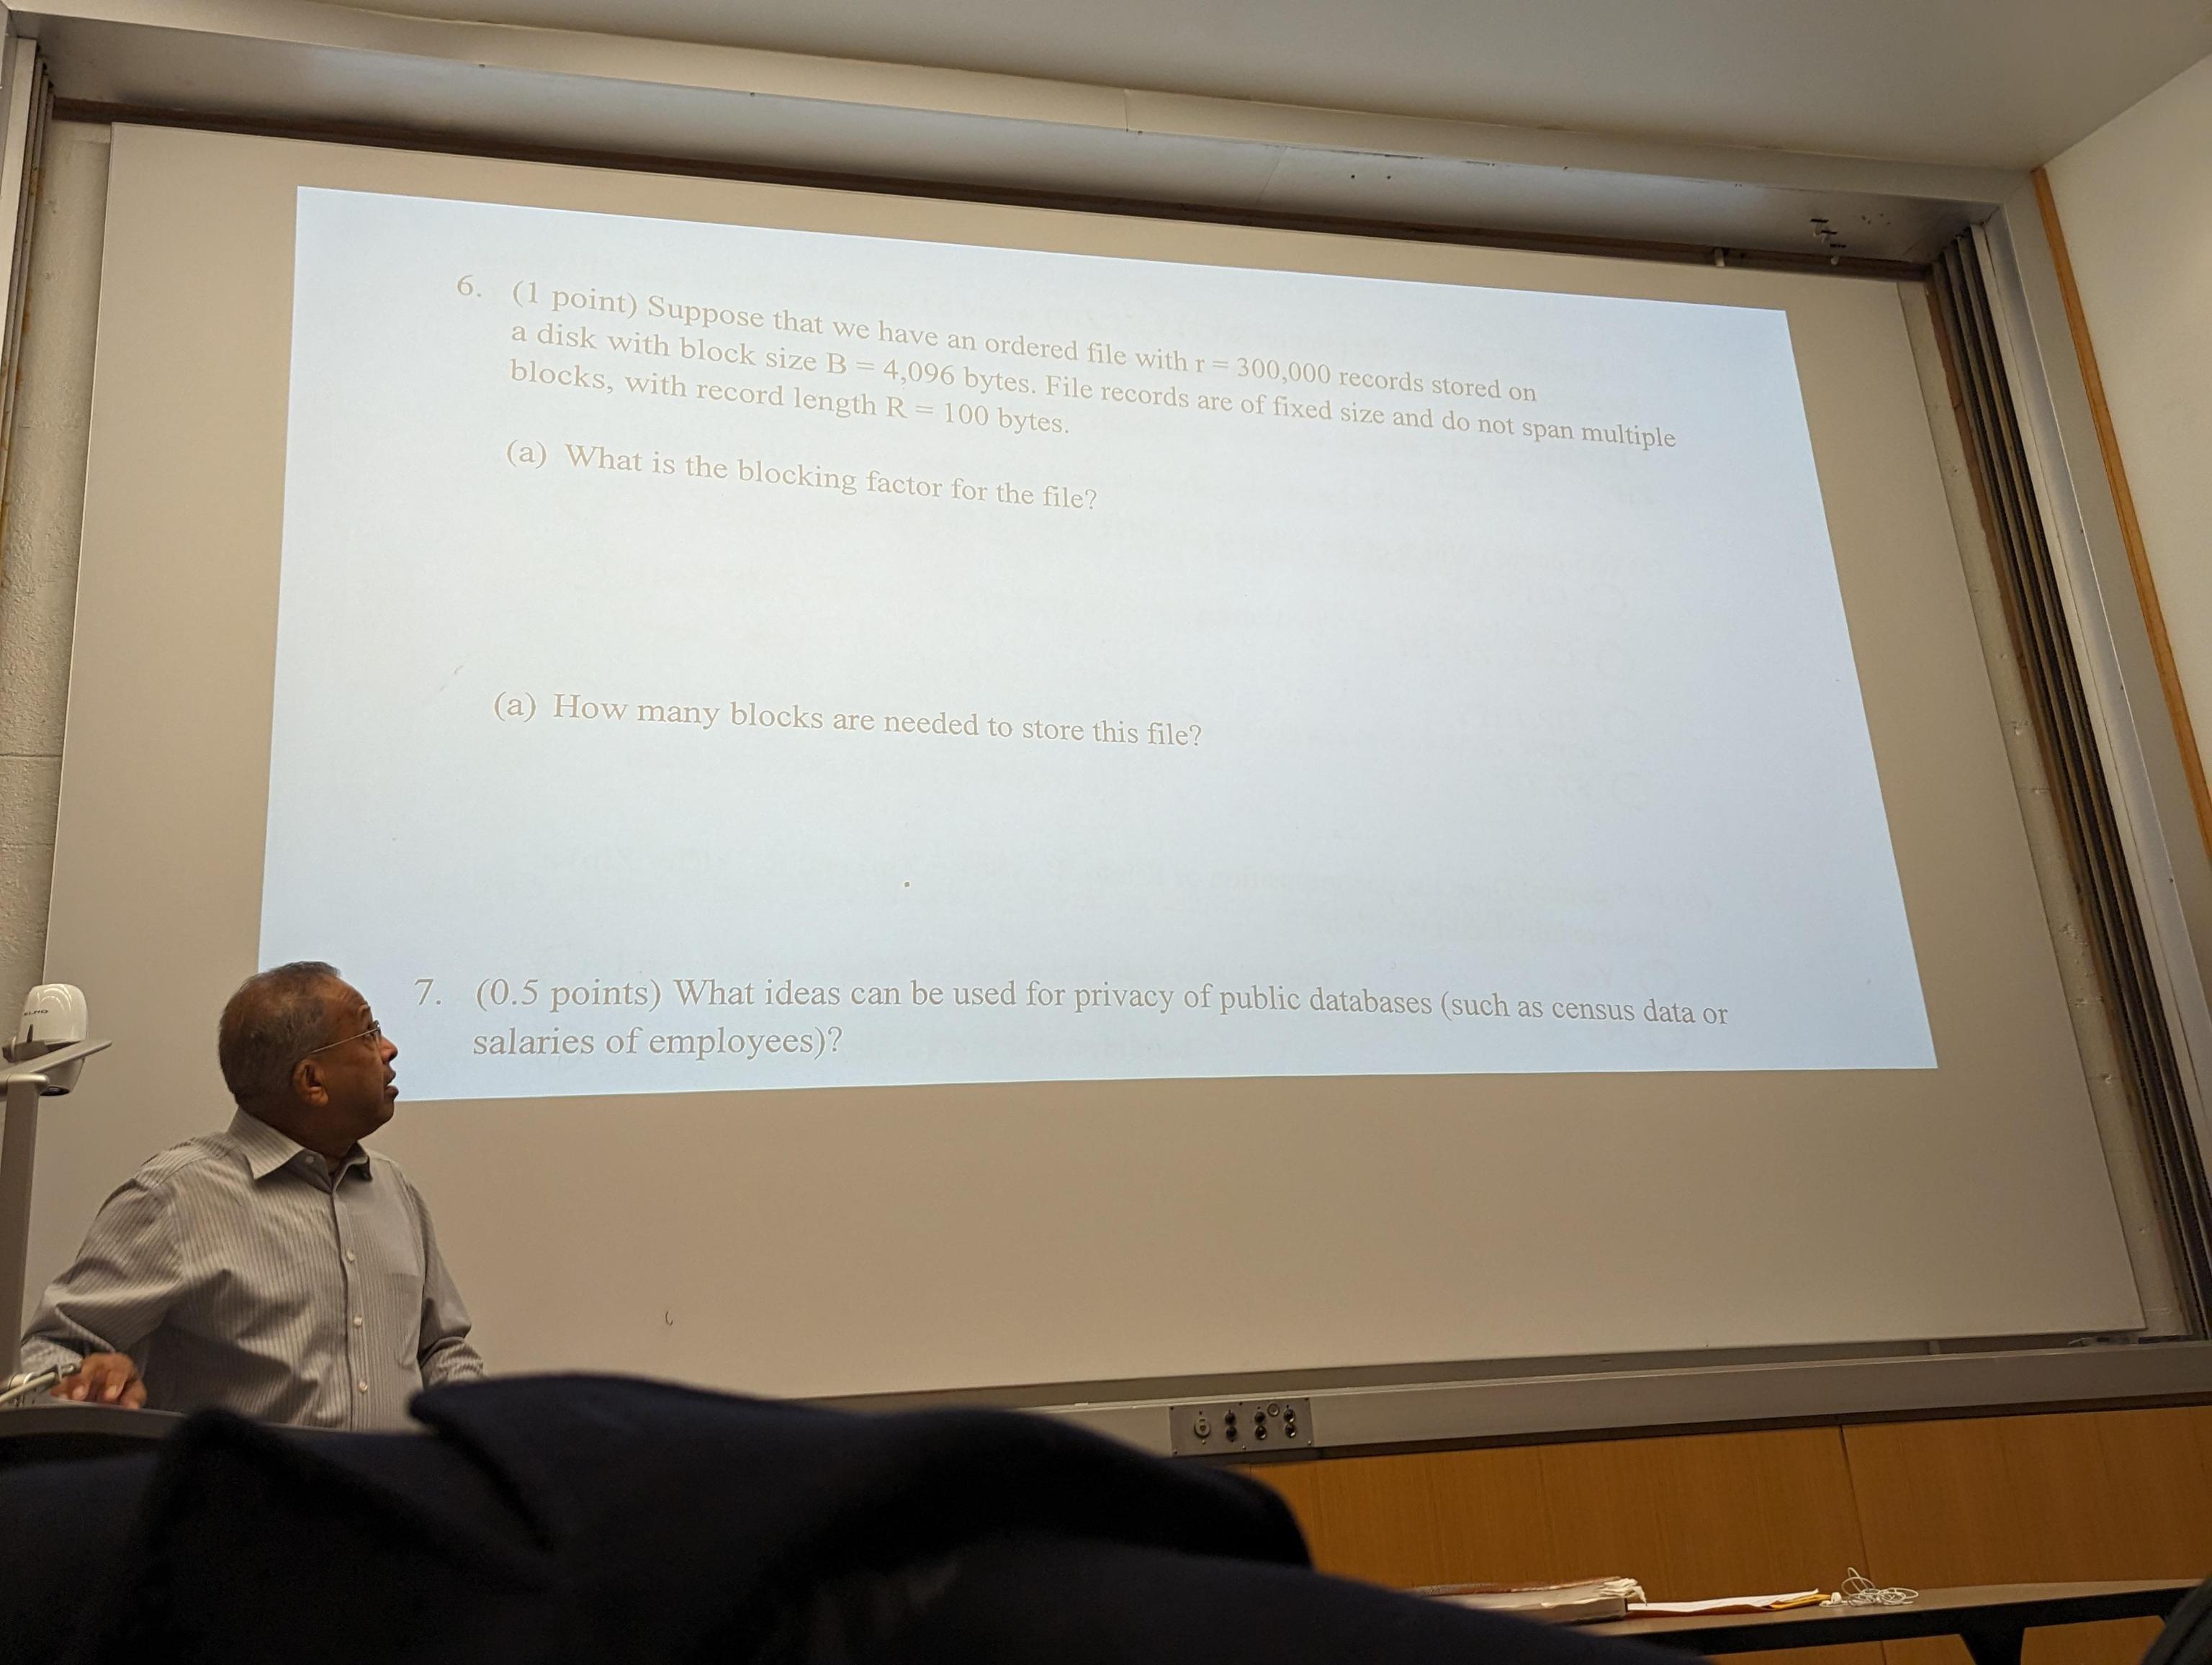 6. (1 point) Suppose that we have an ordered file with r = 300,000 records stored on
a disk with block size B = 4,096 bytes. File records are of fixed size and do not span multiple
blocks, with record length R = 100 bytes.
(a) What is the blocking factor for the file?
(a) How many blocks are needed to store this file?
7. (0.5 points) What ideas can be used for privacy of public databases (such as census data or
salaries of employees)?